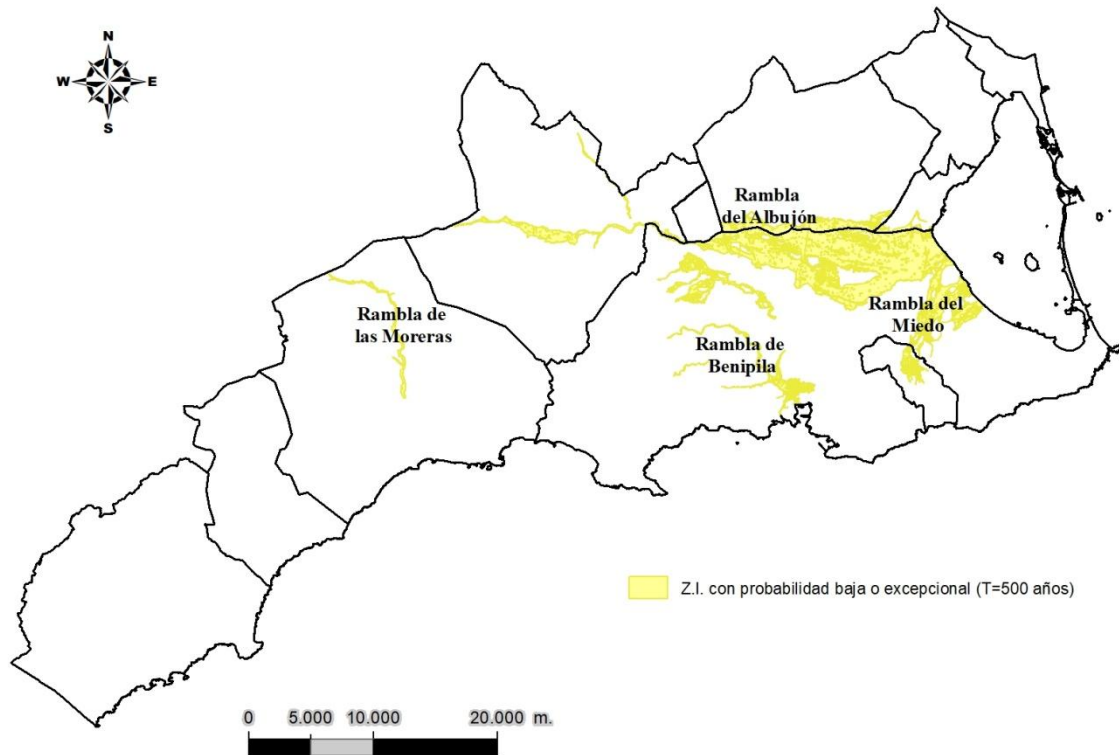 N
W E
S
Rambla
del Albujón
Rambla de
las Moreras
Rambla del
Miedo
Rambla de
Benipila
Z.I. con probabilidad baja o excepcional (T=500 años)
0 5.000 10.000 20.000 m.